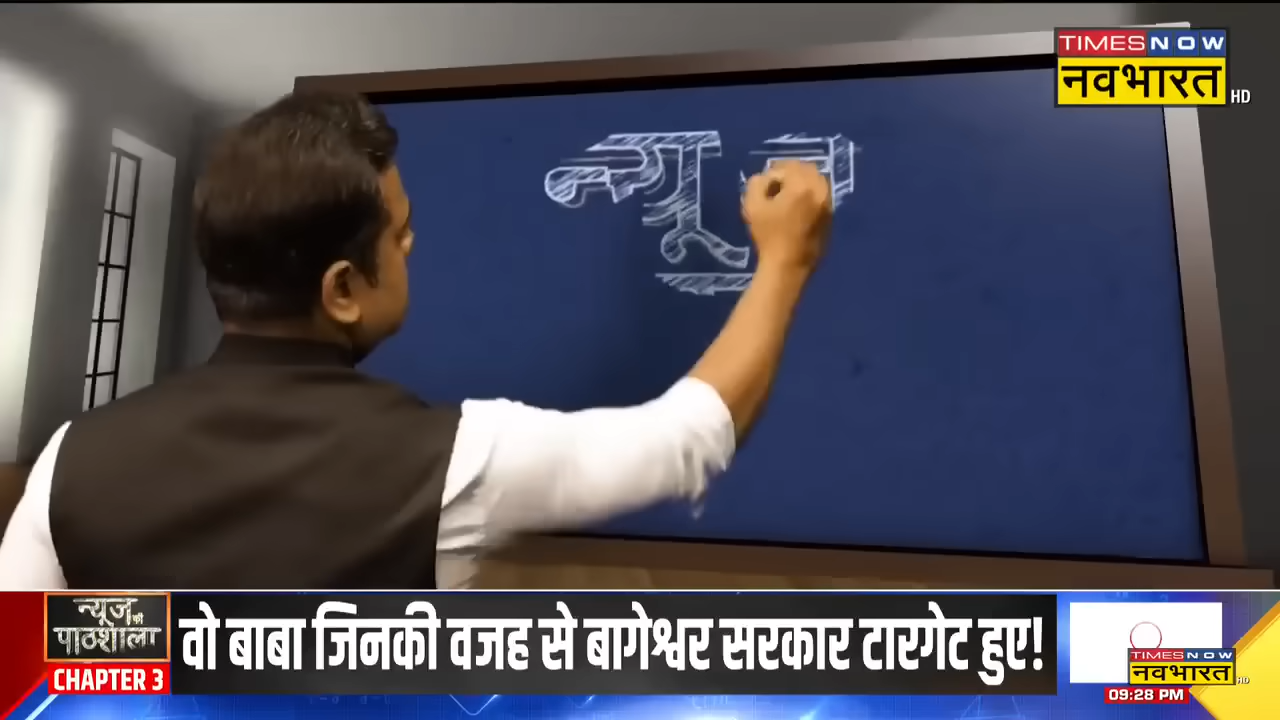 TIMES NOW
नवभारत
HD
न्यूज की
पाठशाला
CHAPTER 3
वो बाबा जिनकी वजह से बागेश्वर सरकार टारगेट हुए!
TIMES NOW
नवभारत
HD
09:28 PM